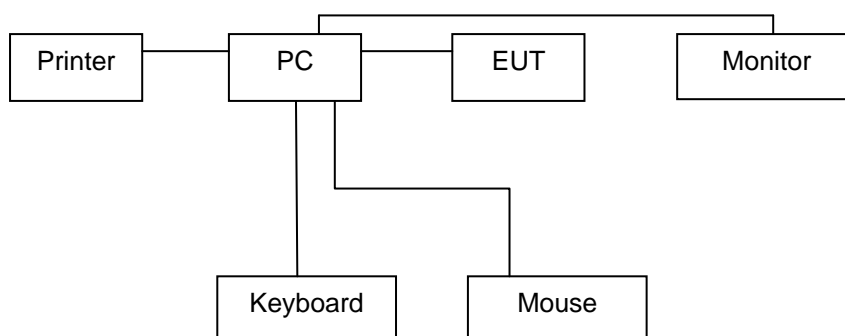 Printer
PC
EUT
Monitor
Keyboard
Mouse